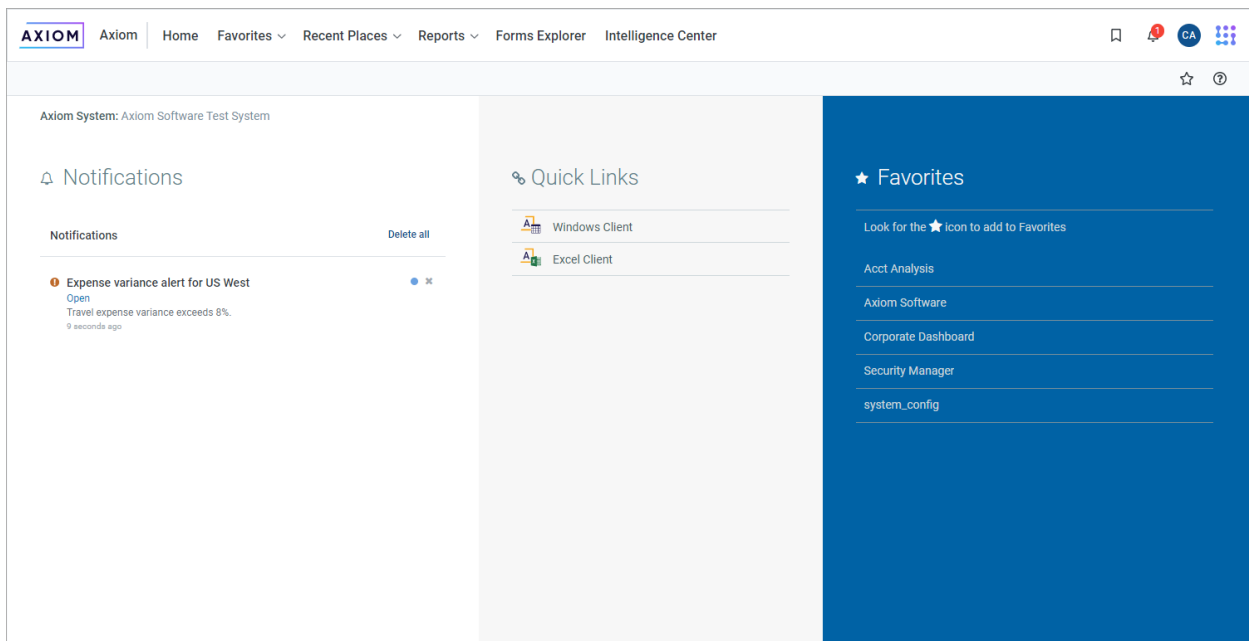 AXIOM Axiom Home Favorites Recent Places Reports Forms Explorer Intelligence Center 1 CA
Axiom System: Axiom Software Test System
Notifications
Notifications Delete all
Expense variance alert for US West
Open
Travel expense variance exceeds 8%.
9 seconds ago
Quick Links
Windows Client
Excel Client
Favorites
Look for the ★ icon to add to Favorites
Acct Analysis
Axiom Software
Corporate Dashboard
Security Manager
system_config